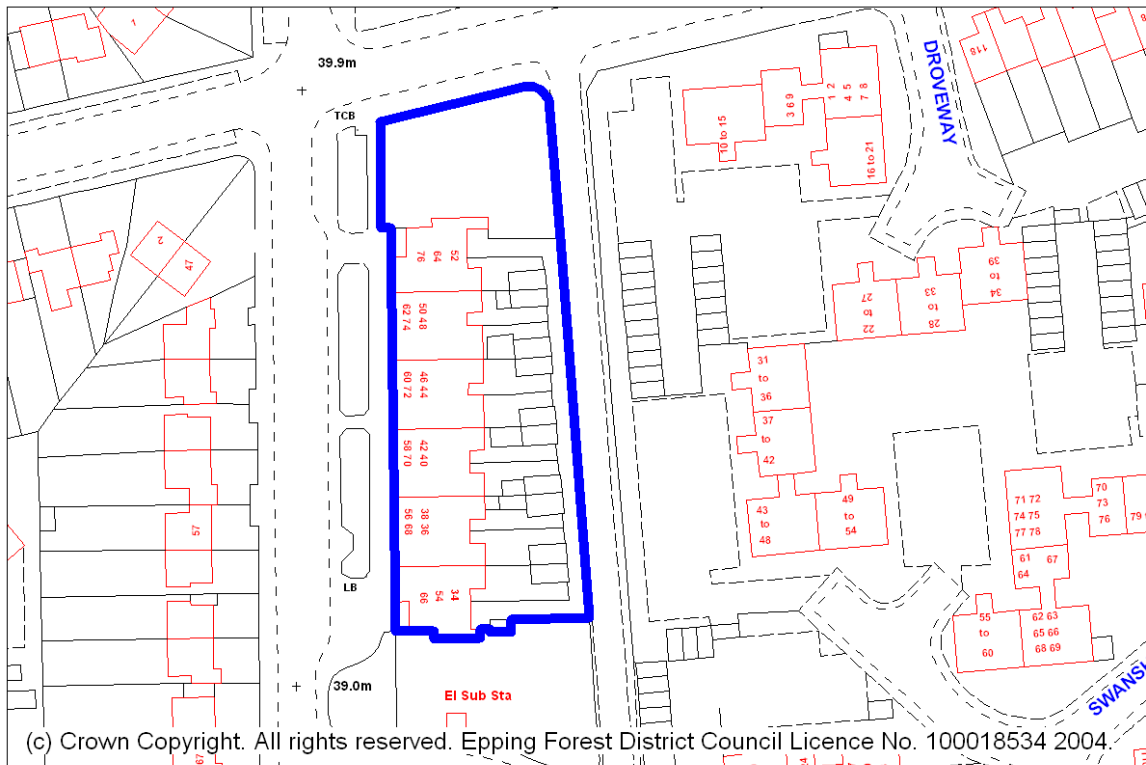 1
39.9m
TCB
118
8
DROVEWAY
1 2
4 5
7 8
3 6 9
10 to 15
16 to 21
2
47
76
64
52
39
to
34
27
to
22
33
to
28
62 74
50 48
31
to
36
60 72
46 44
37
to
42
58 70
42 40
43
to
48
49
to
54
56 68
38 36
57
71 72
74 75
77 78
70
73
76
79
61
64
67
LB
66
54
34
55
to
60
62 63
65 66
68 69
39.0m
El Sub Sta
67
(c) Crown Copyright. All rights reserved. Epping Forest District Council Licence No. 100018534 2004.